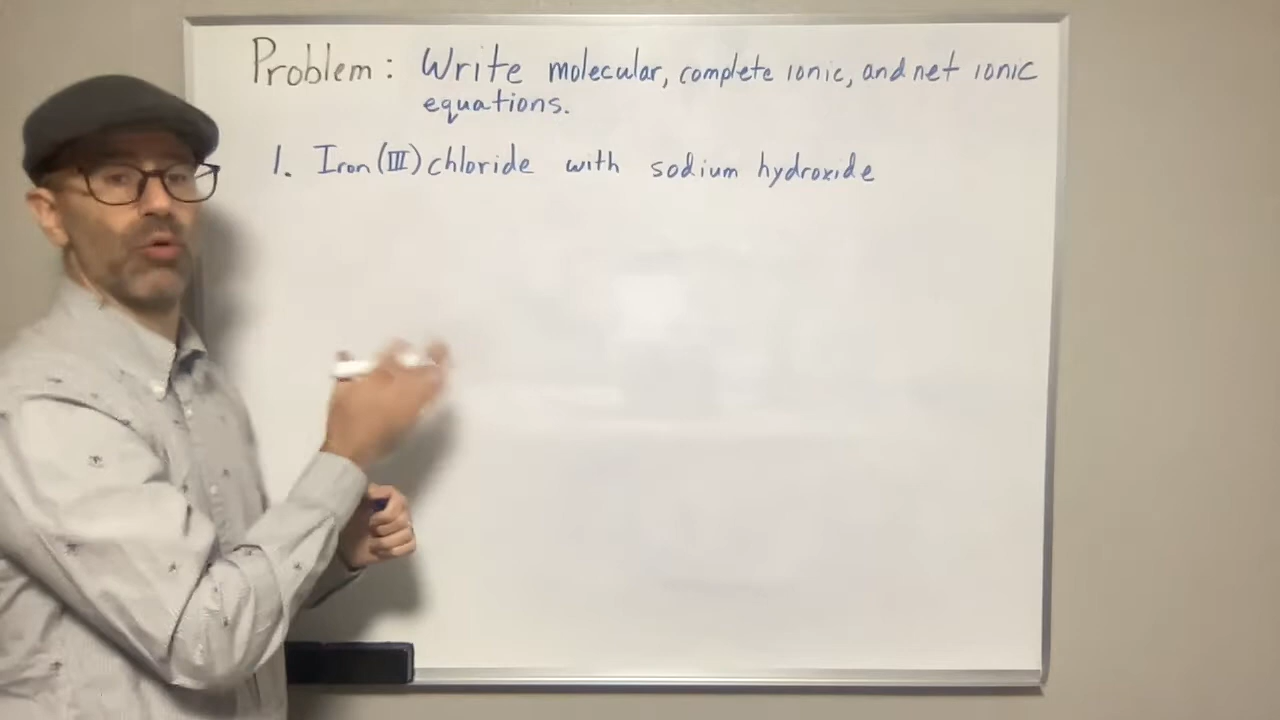 Problem: Write molecular, complete ionic, and net ionic
equations.
1. Iron(III) chloride with sodium hydroxide